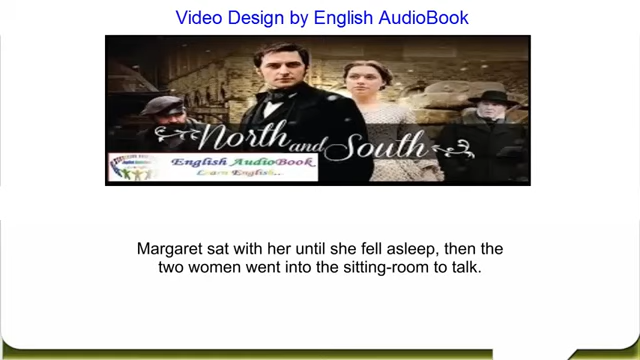 Video Design by English AudioBook
North and South
English AudioBook
Learn English...
Margaret sat with her until she fell asleep, then the
two women went into the sitting-room to talk.